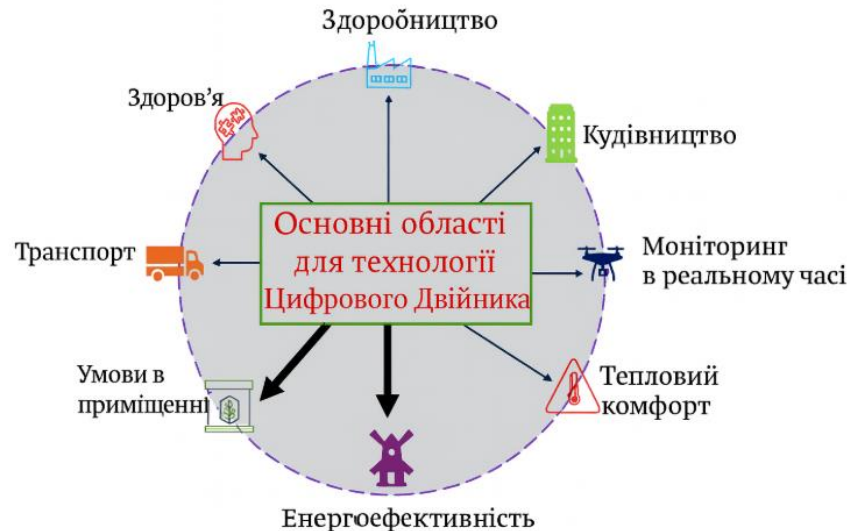 Здоробництво
Здоров’я
Кудівництво
Основні області
для технології
Цифрового Двійника
Транспорт
Моніторинг
в реальному часі
Умови в
приміщенні
Тепловий
комфорт
Енергоефективність